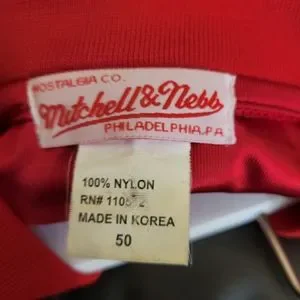 NOSTALGIA CO.
Mitchell & Ness
PHILADELPHIA, PA
100% NYLON
RN#
MADE IN KOREA
50